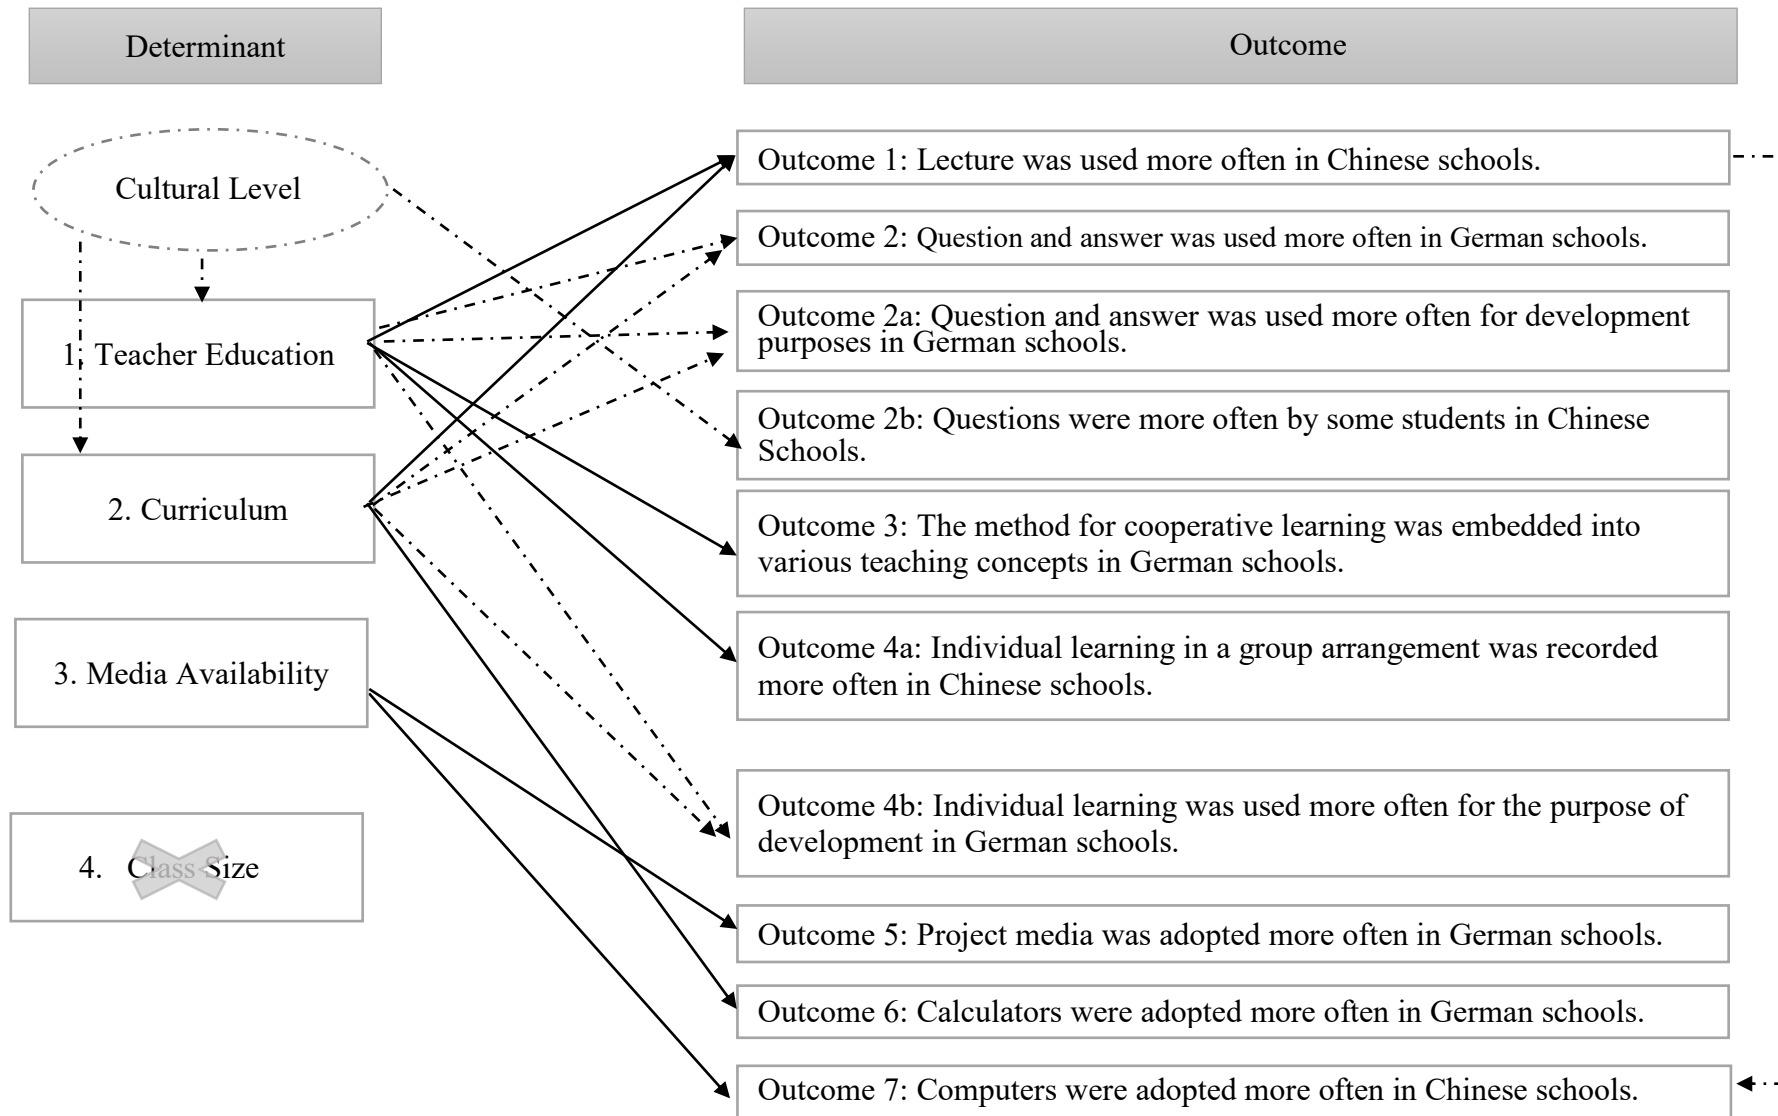 Determinant
Outcome
Cultural Level
1. Teacher Education
2. Curriculum
3. Media Availability
4. Class Size
Outcome 1: Lecture was used more often in Chinese schools.
Outcome 2: Question and answer was used more often in German schools.
Outcome 2a: Question and answer was used more often for development
purposes in German schools.
Outcome 2b: Questions were more often by some students in Chinese
Schools.
Outcome 3: The method for cooperative learning was embedded into
various teaching concepts in German schools.
Outcome 4a: Individual learning in a group arrangement was recorded
more often in Chinese schools.
Outcome 4b: Individual learning was used more often for the purpose of
development in German schools.
Outcome 5: Project media was adopted more often in German schools.
Outcome 6: Calculators were adopted more often in German schools.
Outcome 7: Computers were adopted more often in Chinese schools.